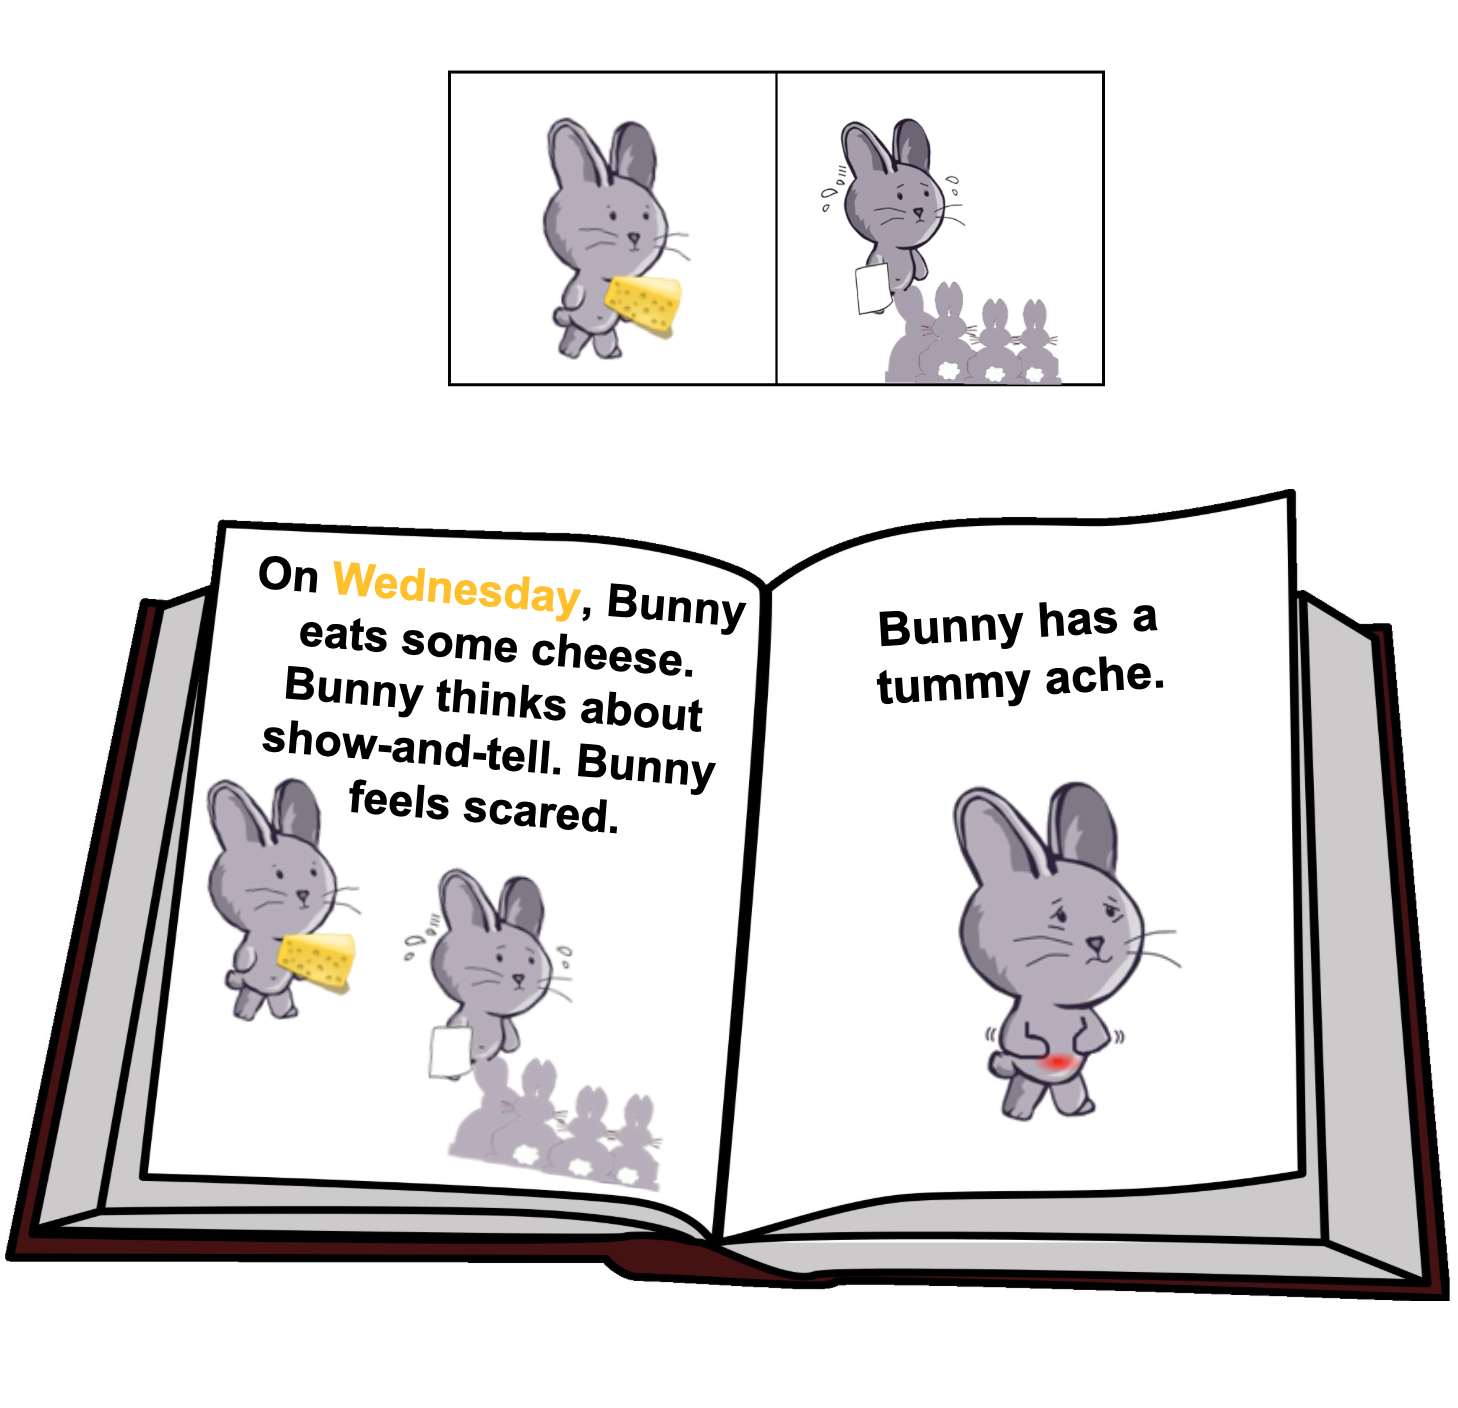 On Wednesday, Bunny
eats some cheese.
Bunny thinks about
show-and-tell. Bunny
feels scared.
Bunny has a
tummy ache.